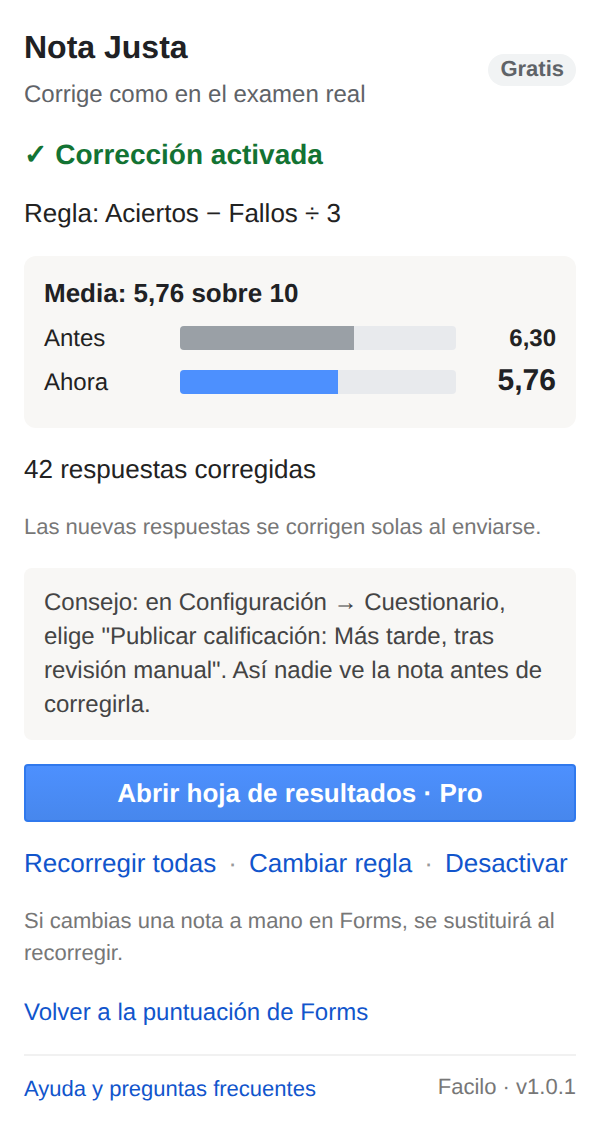 Nota Justa
Gratis
Corrige como en el examen real
✓ Corrección activada
Regla: Aciertos − Fallos ÷ 3
Media: 5,76 sobre 10
Antes 6,30
Ahora 5,76
42 respuestas corregidas
Las nuevas respuestas se corrigen solas al enviarse.
Consejo: en Configuración → Cuestionario,
elige "Publicar calificación: Más tarde, tras
revisión manual". Así nadie ve la nota antes de
corregirla.
Abrir hoja de resultados · Pro
Recorregir todas · Cambiar regla · Desactivar
Si cambias una nota a mano en Forms, se sustituirá al
recorregir.
Volver a la puntuación de Forms
Ayuda y preguntas frecuentes Facilo · v1.0.1